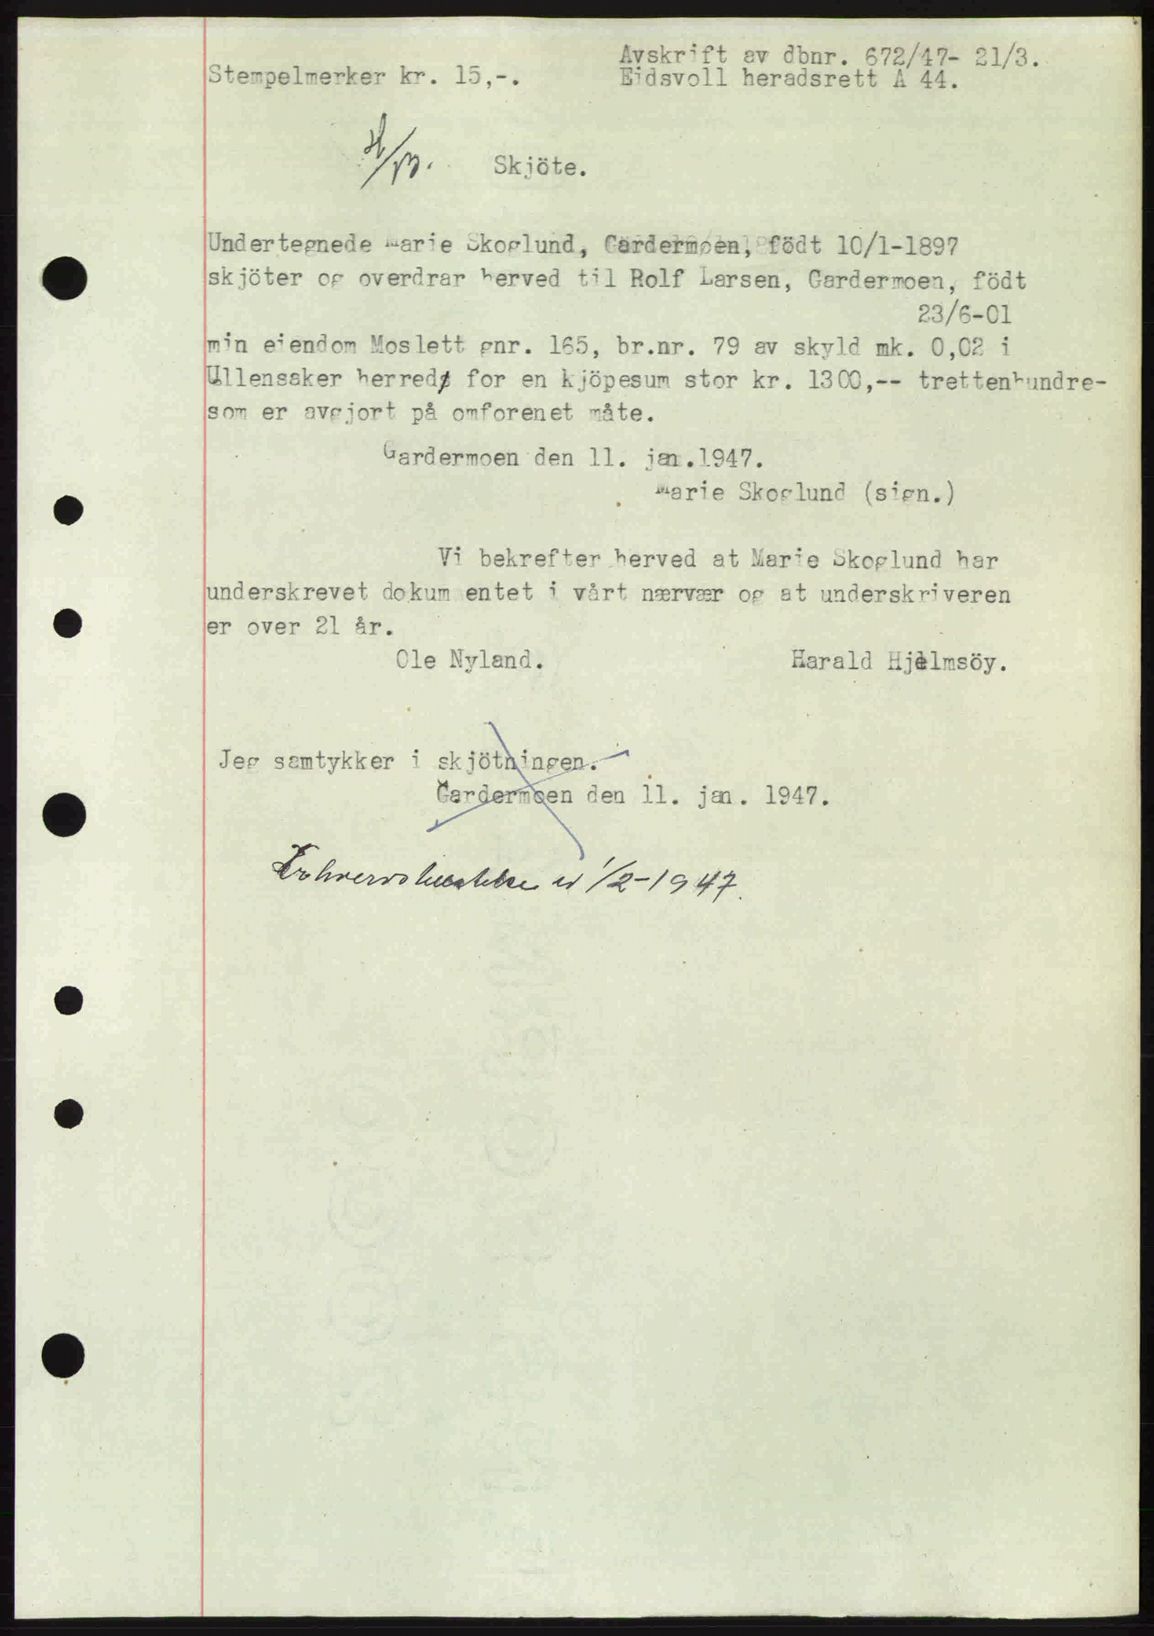 Avskrift av dbnr. 672/47- 21/3.
Stempelmerker kr. 15,-.
Eidsvoll heradsrett A 44.
Skjöte.
Undertegnede Marie Skoglund, Gardermoen, födt 10/1-1897
skjöter og overdrar herved til Rolf Larsen, Gardermoen, födt
23/6-01
min eiendom Moslett gnr. 165, br.nr. 79 av skyld mk. 0,02 i
Ullensaker herred for en kjöpesum stor kr. 1300,-- trettenhundre-
som er avgjort på omforenet måte.
Gardermoen den 11. jan.1947.
Marie Skoglund (sign.)
Vi bekrefter herved at Marie Skoglund har
underskrevet dokumentet i vårt nærvær og at underskriveren
er over 21 år.
Ole Nyland. Harald Hjelmsöy.
Jeg samtykker i skjötningen.
Gardermoen den 11. jan. 1947.
1/2-1947.